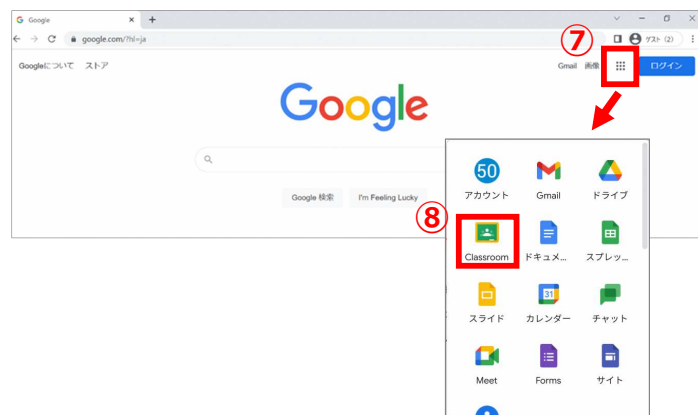 Google
google.com/?hl=ja
ゲスト (2)
Googleについて ストア
Gmail 画像
ログイン
⑦
Google
Google 検索 I'm Feeling Lucky
50
アカウント Gmail ドライブ
⑧
Classroom ドキュメ... スプレッ...
31
スライド カレンダー チャット
Meet Forms サイト